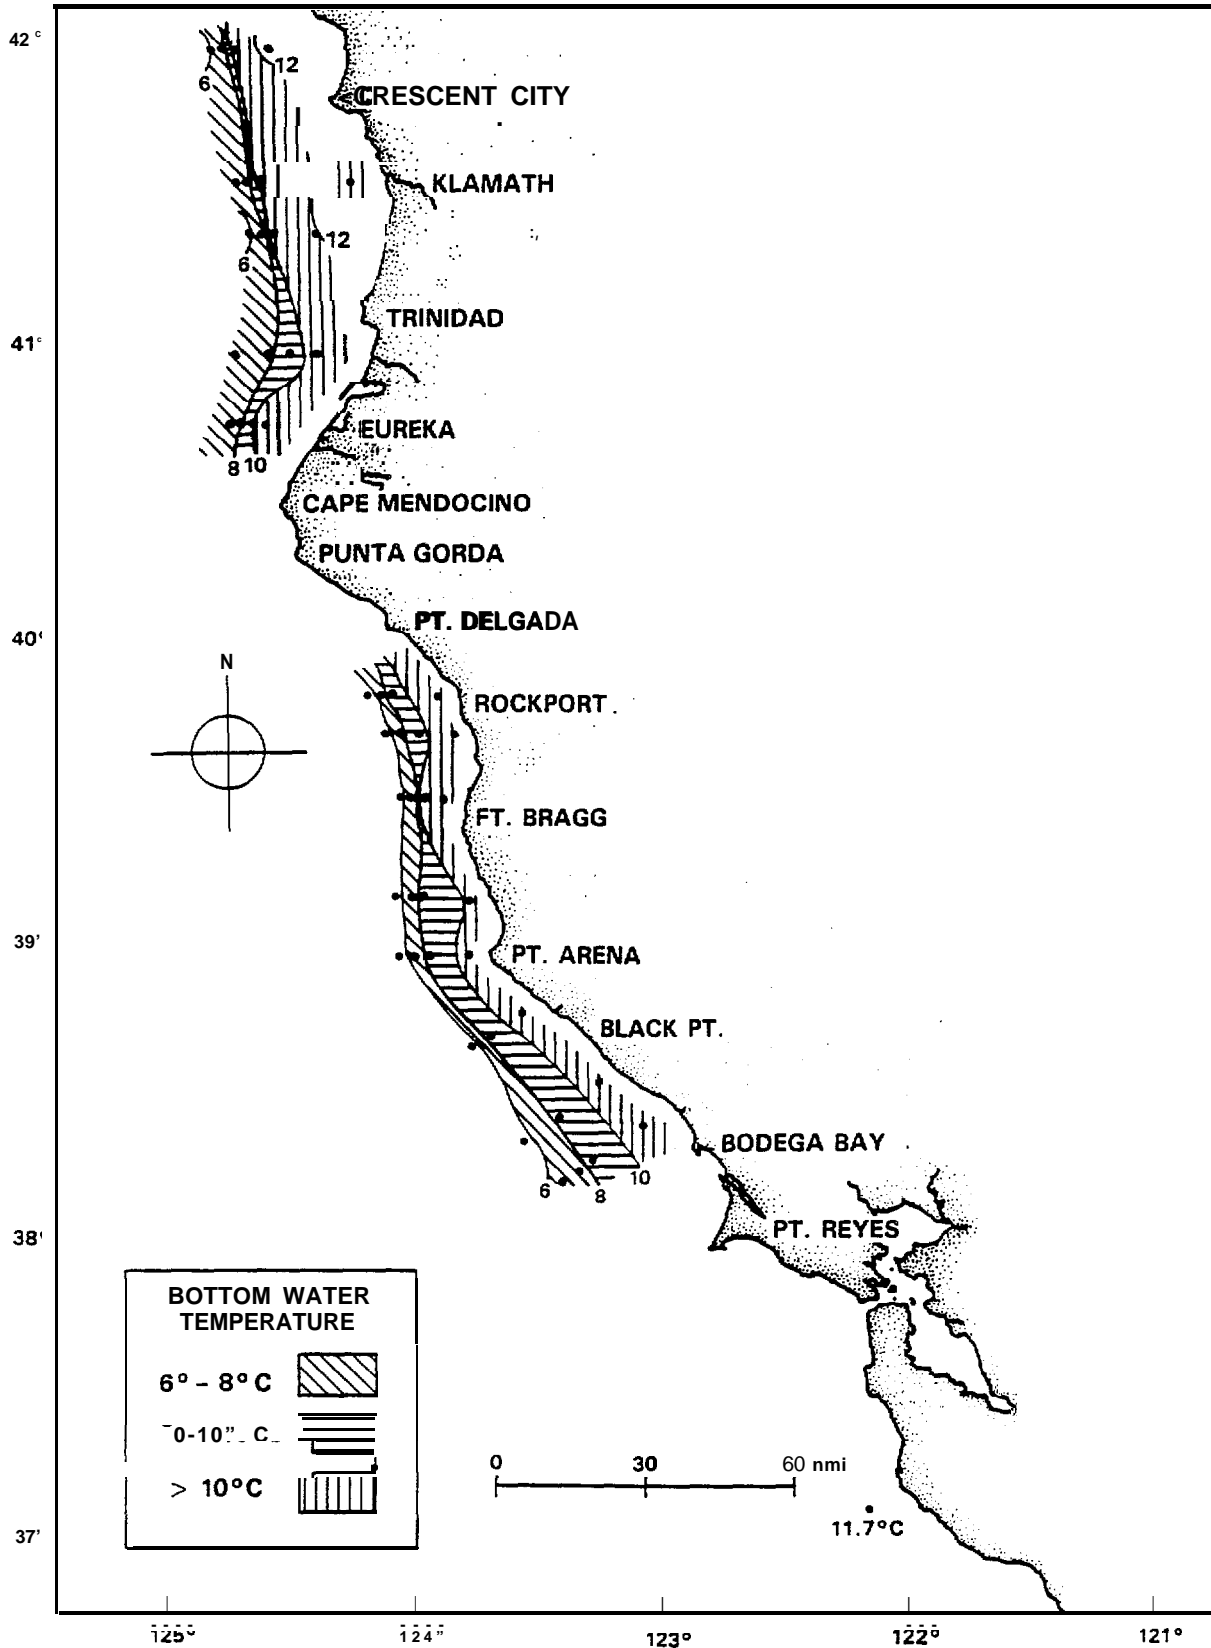 42°
12
6
CRESCENT CITY
KLAMATH
12
6
TRINIDAD
41°
EUREKA
8 10
CAPE MENDOCINO
PUNTA GORDA
PT. DELGADA
40'
N
ROCKPORT
FT. BRAGG
39'
PT. ARENA
BLACK PT.
BODEGA BAY
6 8 10
PT. REYES
38'
BOTTOM WATER
TEMPERATURE
6° - 8°C
0-10" C
> 10°C
0 30 60 nmi
11.7°C
37'
125° 124" 123° 122° 121°